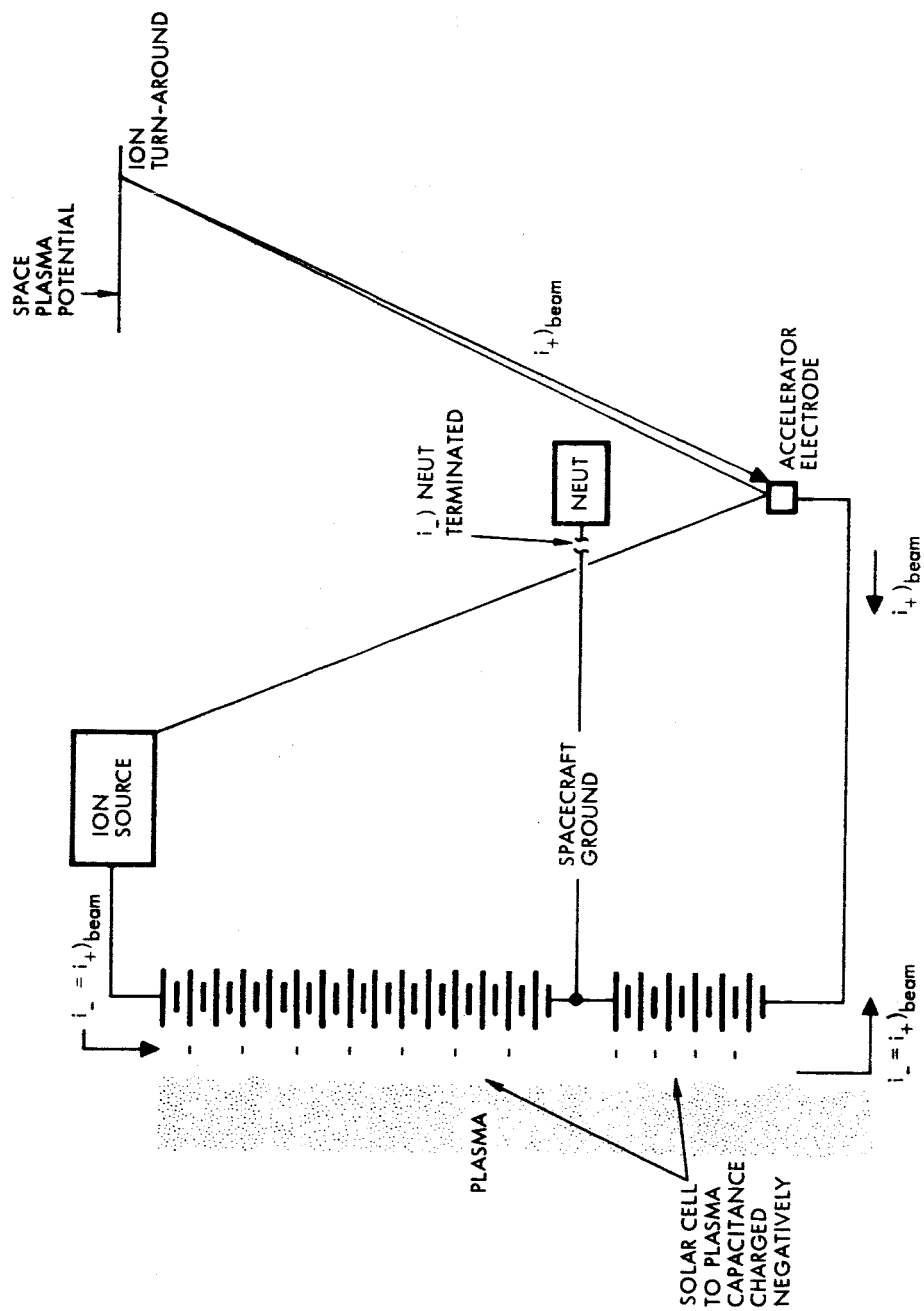 SPACE
PLASMA
POTENTIAL
ION
TURN-AROUND
i₊)beam
ION
SOURCE
i₋ = i₊)beam
i₋) NEUT
TERMINATED
NEUT
SPACECRAFT
GROUND
ACCELERATOR
ELECTRODE
i₊)beam
i₋ = i₊)beam
PLASMA
SOLAR CELL
TO PLASMA
CAPACITANCE
CHARGED
NEGATIVELY